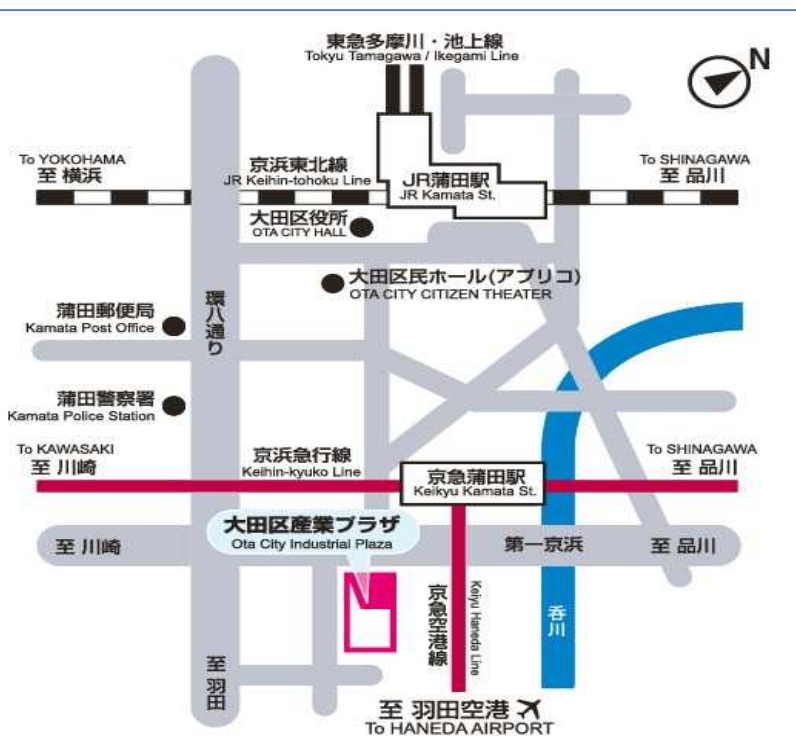 東急多摩川・池上線
Tokyu Tamagawa / Ikegami Line
N
To YOKOHAMA
至 横浜
京浜東北線
JR Keihin-tohoku Line
JR蒲田駅
JR Kamata St.
To SHINAGAWA
至 品川
大田区役所
OTA CITY HALL
大田区民ホール(アプリコ)
OTA CITY CITIZEN THEATER
蒲田郵便局
Kamata Post Office
環八通り
蒲田警察署
Kamata Police Station
To KAWASAKI
至 川崎
京浜急行線
Keihin-kyuko Line
京急蒲田駅
Keikyu Kamata St.
To SHINAGAWA
至 品川
大田区産業プラザ
Ota City Industrial Plaza
至 川崎
第一京浜
至 品川
京急空港線
Keiyu Haneda Line
呑川
至 羽田
至 羽田空港
To HANEDA AIRPORT